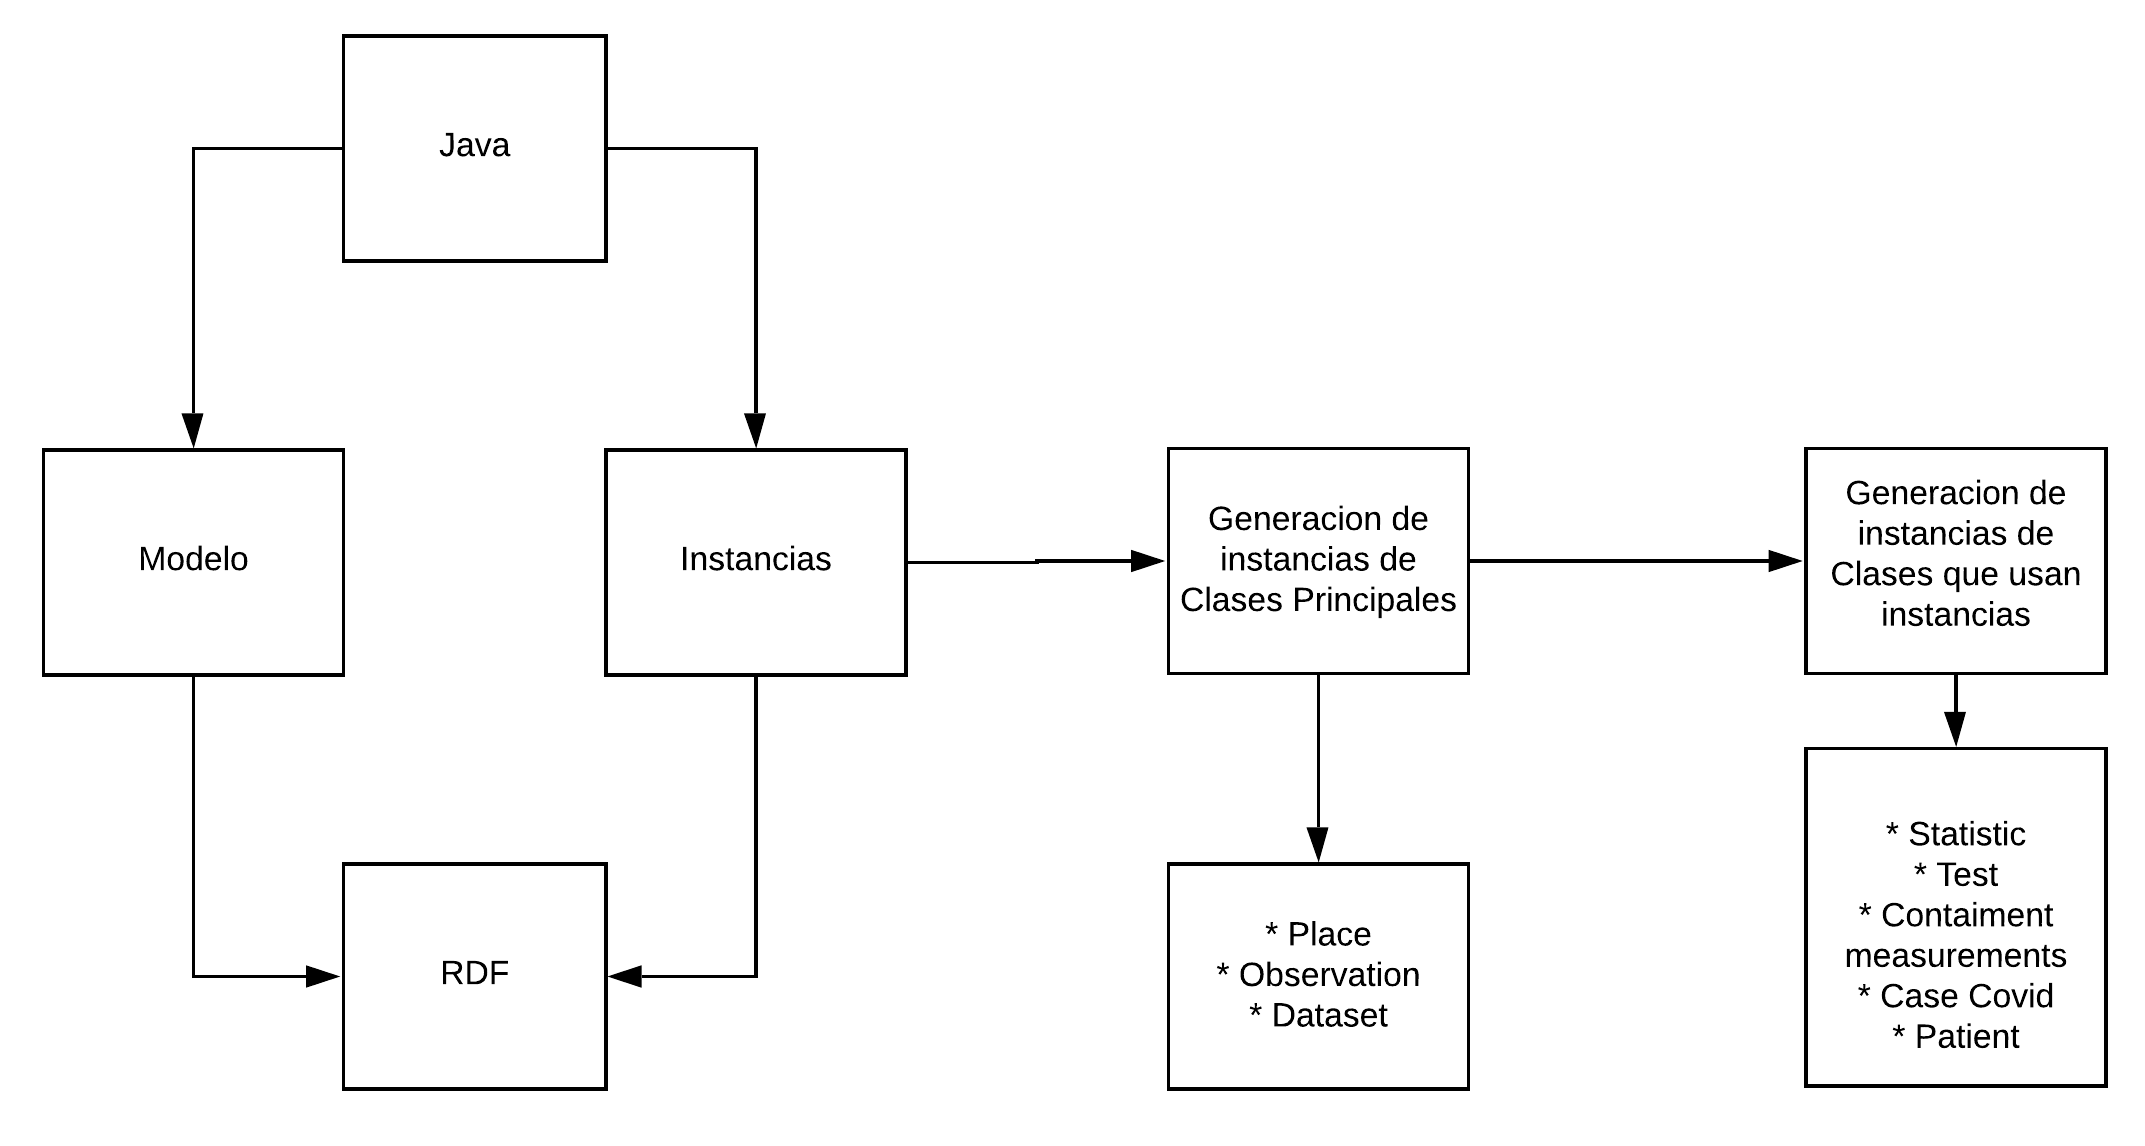 Java
Modelo
Instancias
Generacion de
instancias de
Clases Principales
Generacion de
instancias de
Clases que usan
instancias
RDF
* Place
* Observation
* Dataset
* Statistic
* Test
* Contaiment
measurements
* Case Covid
* Patient